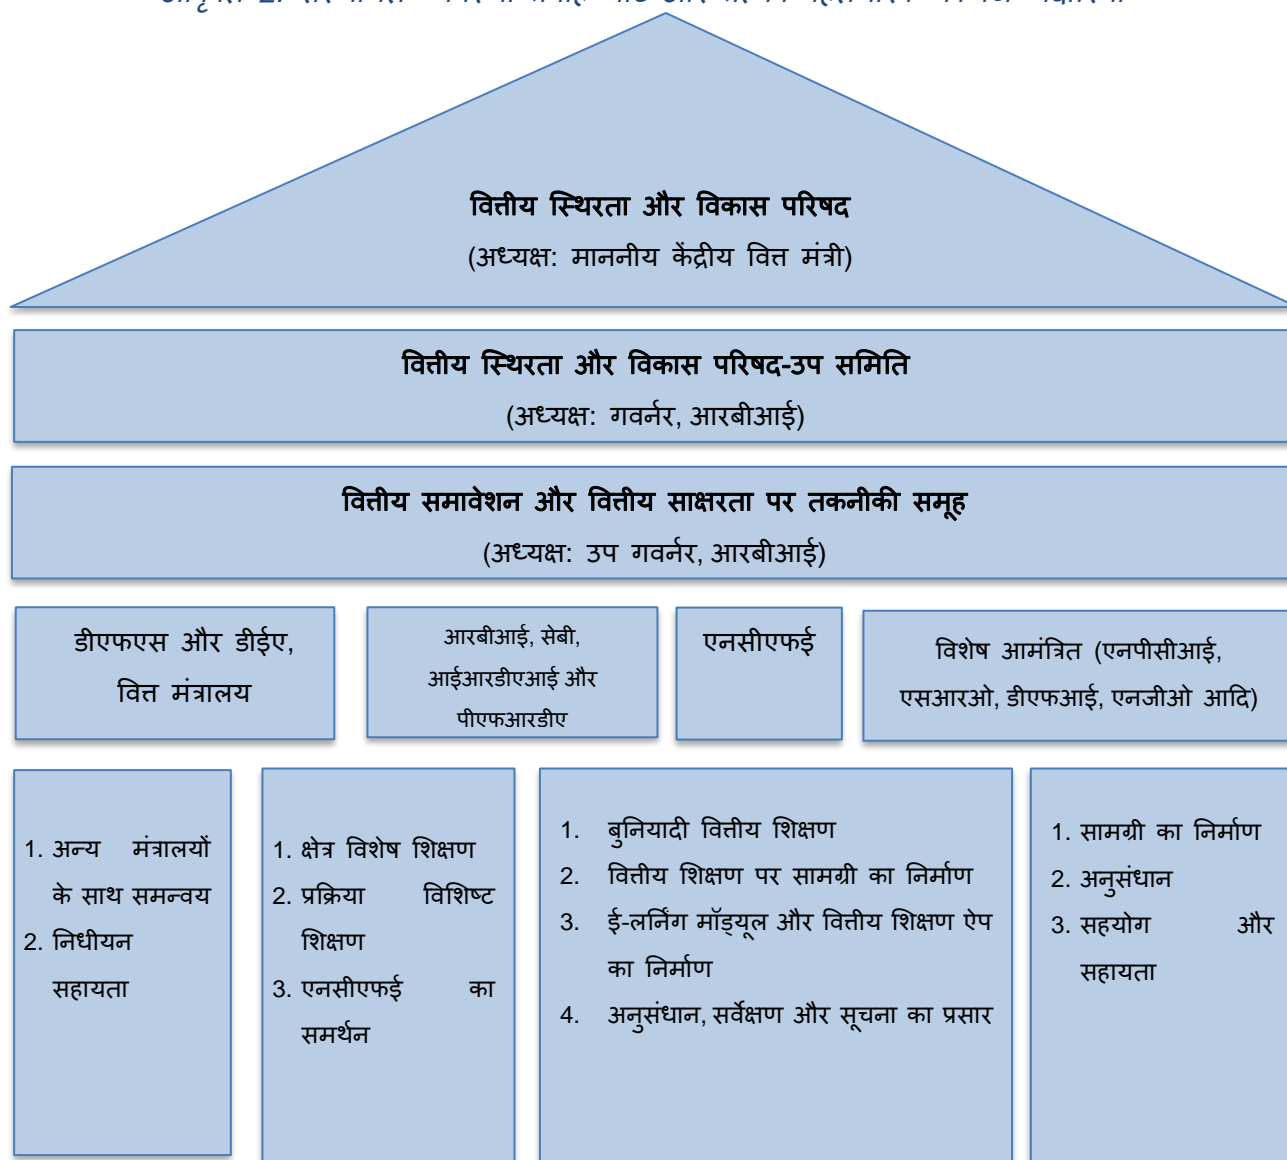 वित्तीय स्थिरता और विकास परिषद
(अध्यक्ष: माननीय केंद्रीय वित्त मंत्री)
वित्तीय स्थिरता और विकास परिषद-उप समिति
(अध्यक्ष: गवर्नर, आरबीआई)
वित्तीय समावेशन और वित्तीय साक्षरता पर तकनीकी समूह
(अध्यक्ष: उप गवर्नर, आरबीआई)
डीएफएस और डीईए,
वित्त मंत्रालय
आरबीआई, सेबी,
आईआरडीएआई और
पीएफआरडीए
एनसीएफई
विशेष आमंत्रित (एनपीसीआई,
एसआरओ, डीएफआई, एनजीओ आदि)
1. अन्य मंत्रालयों
के साथ समन्वय
2. निधीयन
सहायता
1. क्षेत्र विशेष शिक्षण
2. प्रक्रिया विशिष्ट
शिक्षण
3. एनसीएफई का
समर्थन
1. बुनियादी वित्तीय शिक्षण
2. वित्तीय शिक्षण पर सामग्री का निर्माण
3. ई-लर्निंग मॉड्यूल और वित्तीय शिक्षण ऐप
का निर्माण
4. अनुसंधान, सर्वेक्षण और सूचना का प्रसार
1. सामग्री का निर्माण
2. अनुसंधान
3. सहयोग और
सहायता